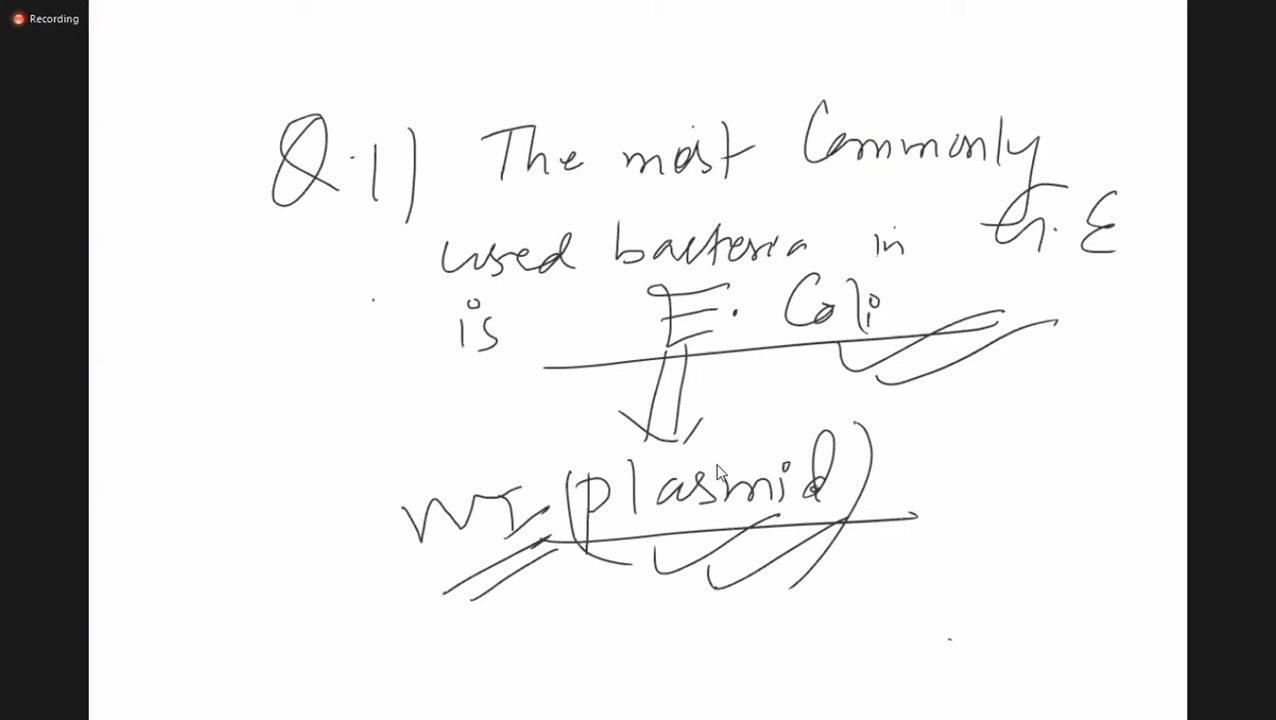 Recording
Q.1) The most Commonly
used bacteria in G.E
is E. Coli
(plasmid)